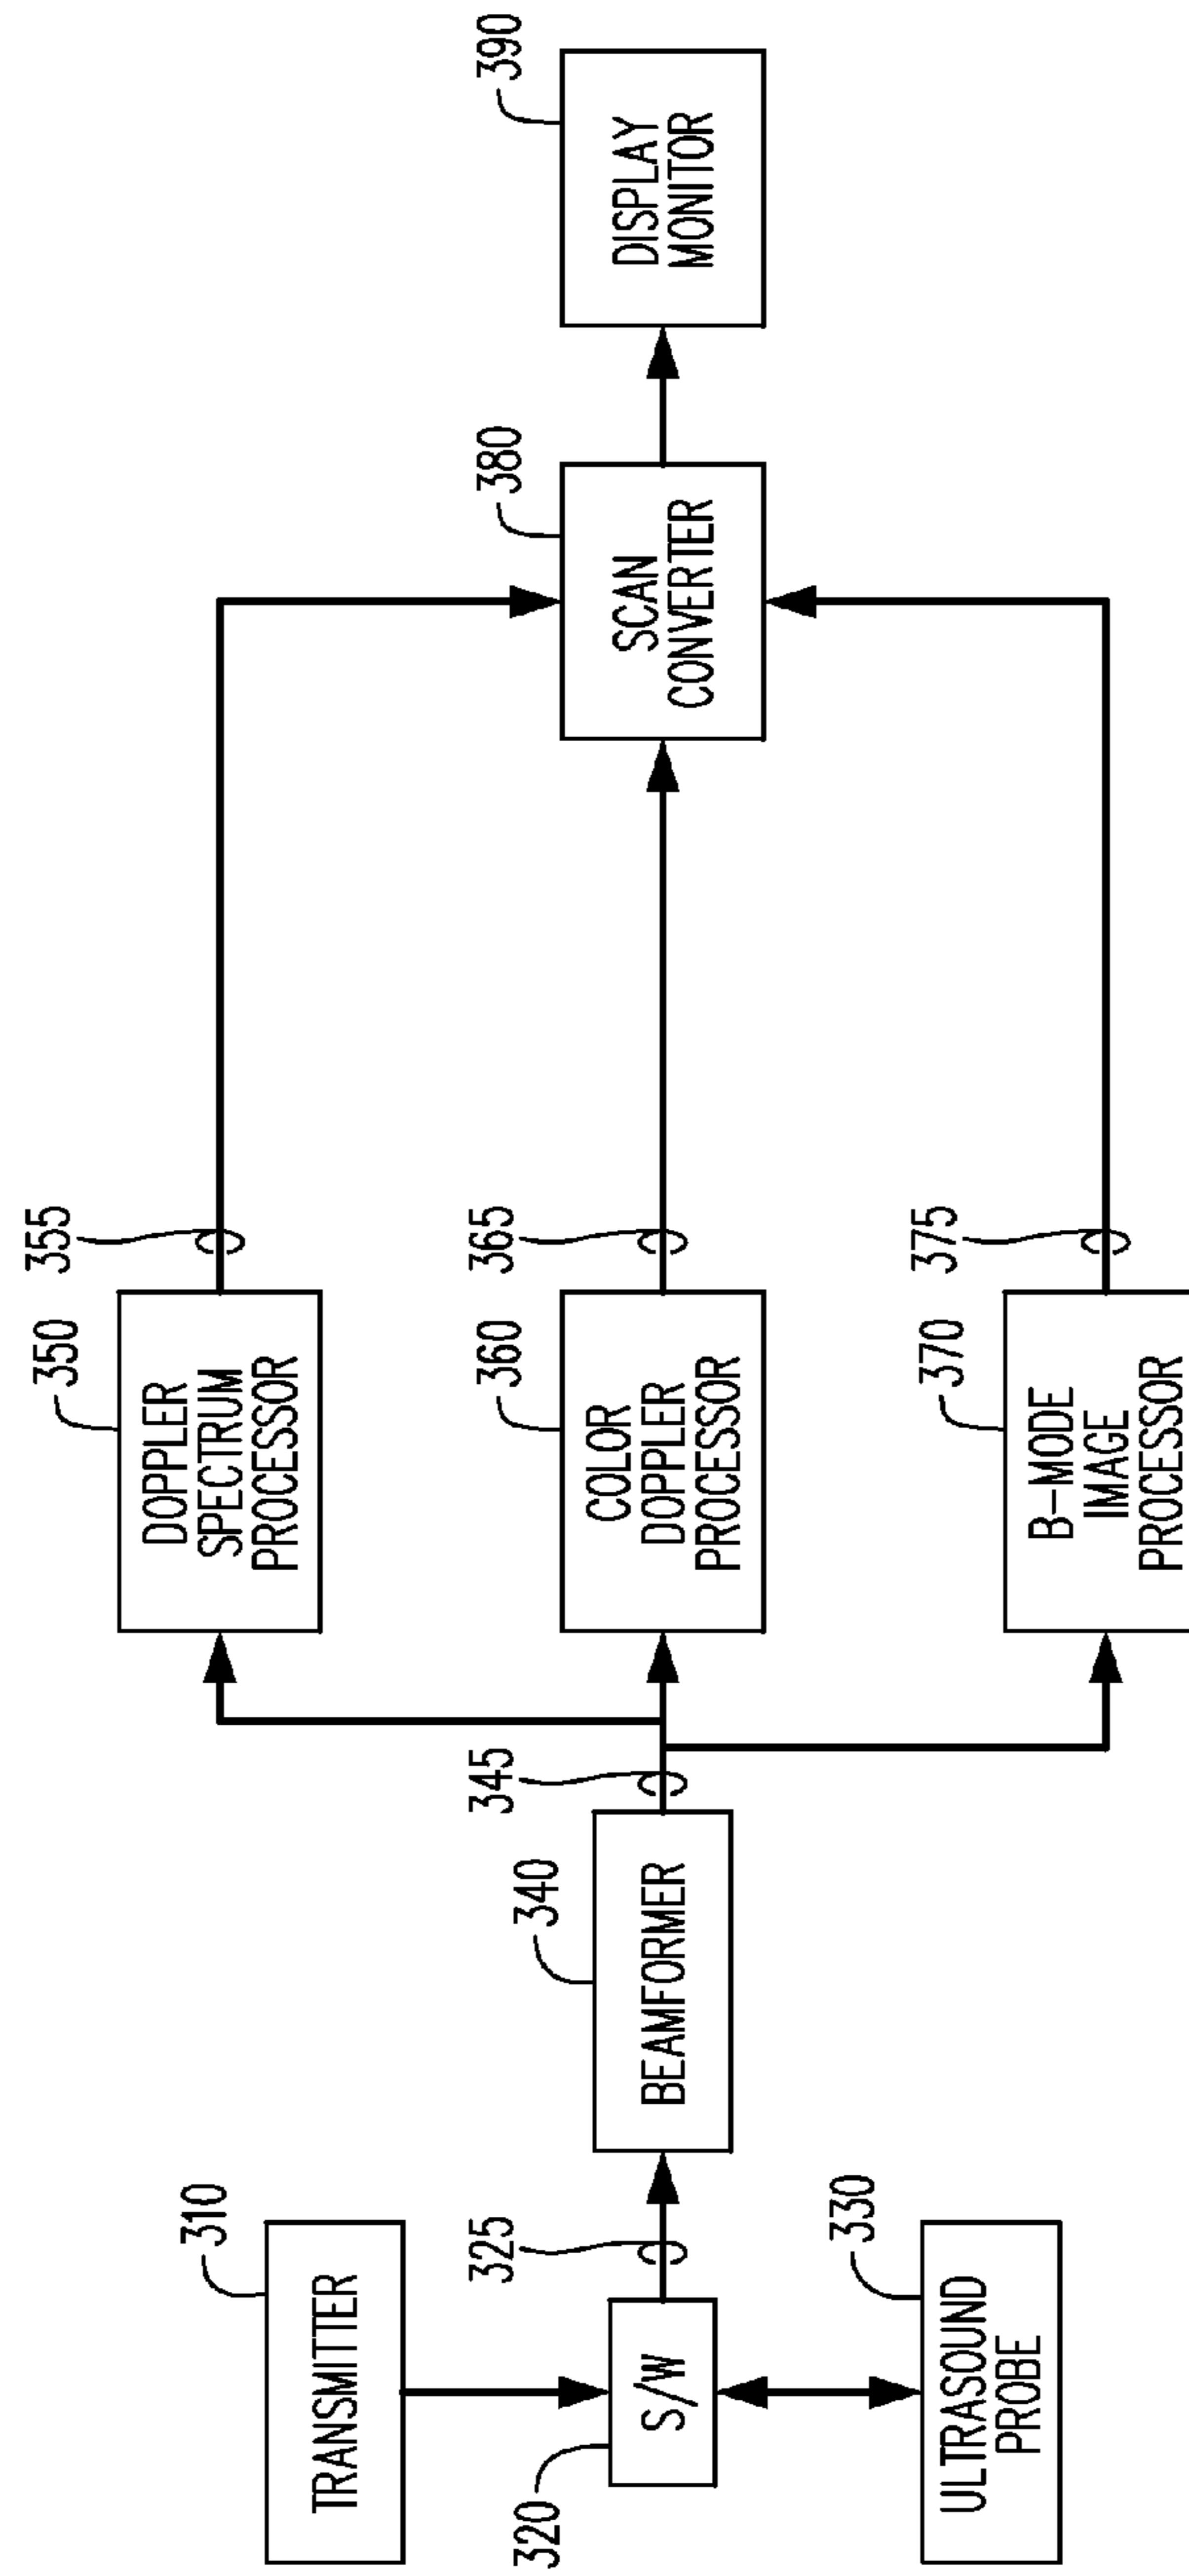 310
TRANSMITTER
320
S/W
325
330
ULTRASOUND
PROBE
340
BEAMFORMER
345
350
DOPPLER
SPECTRUM
PROCESSOR
355
360
COLOR
DOPPLER
PROCESSOR
365
370
B-MODE
IMAGE
PROCESSOR
375
380
SCAN
CONVERTER
390
DISPLAY
MONITOR